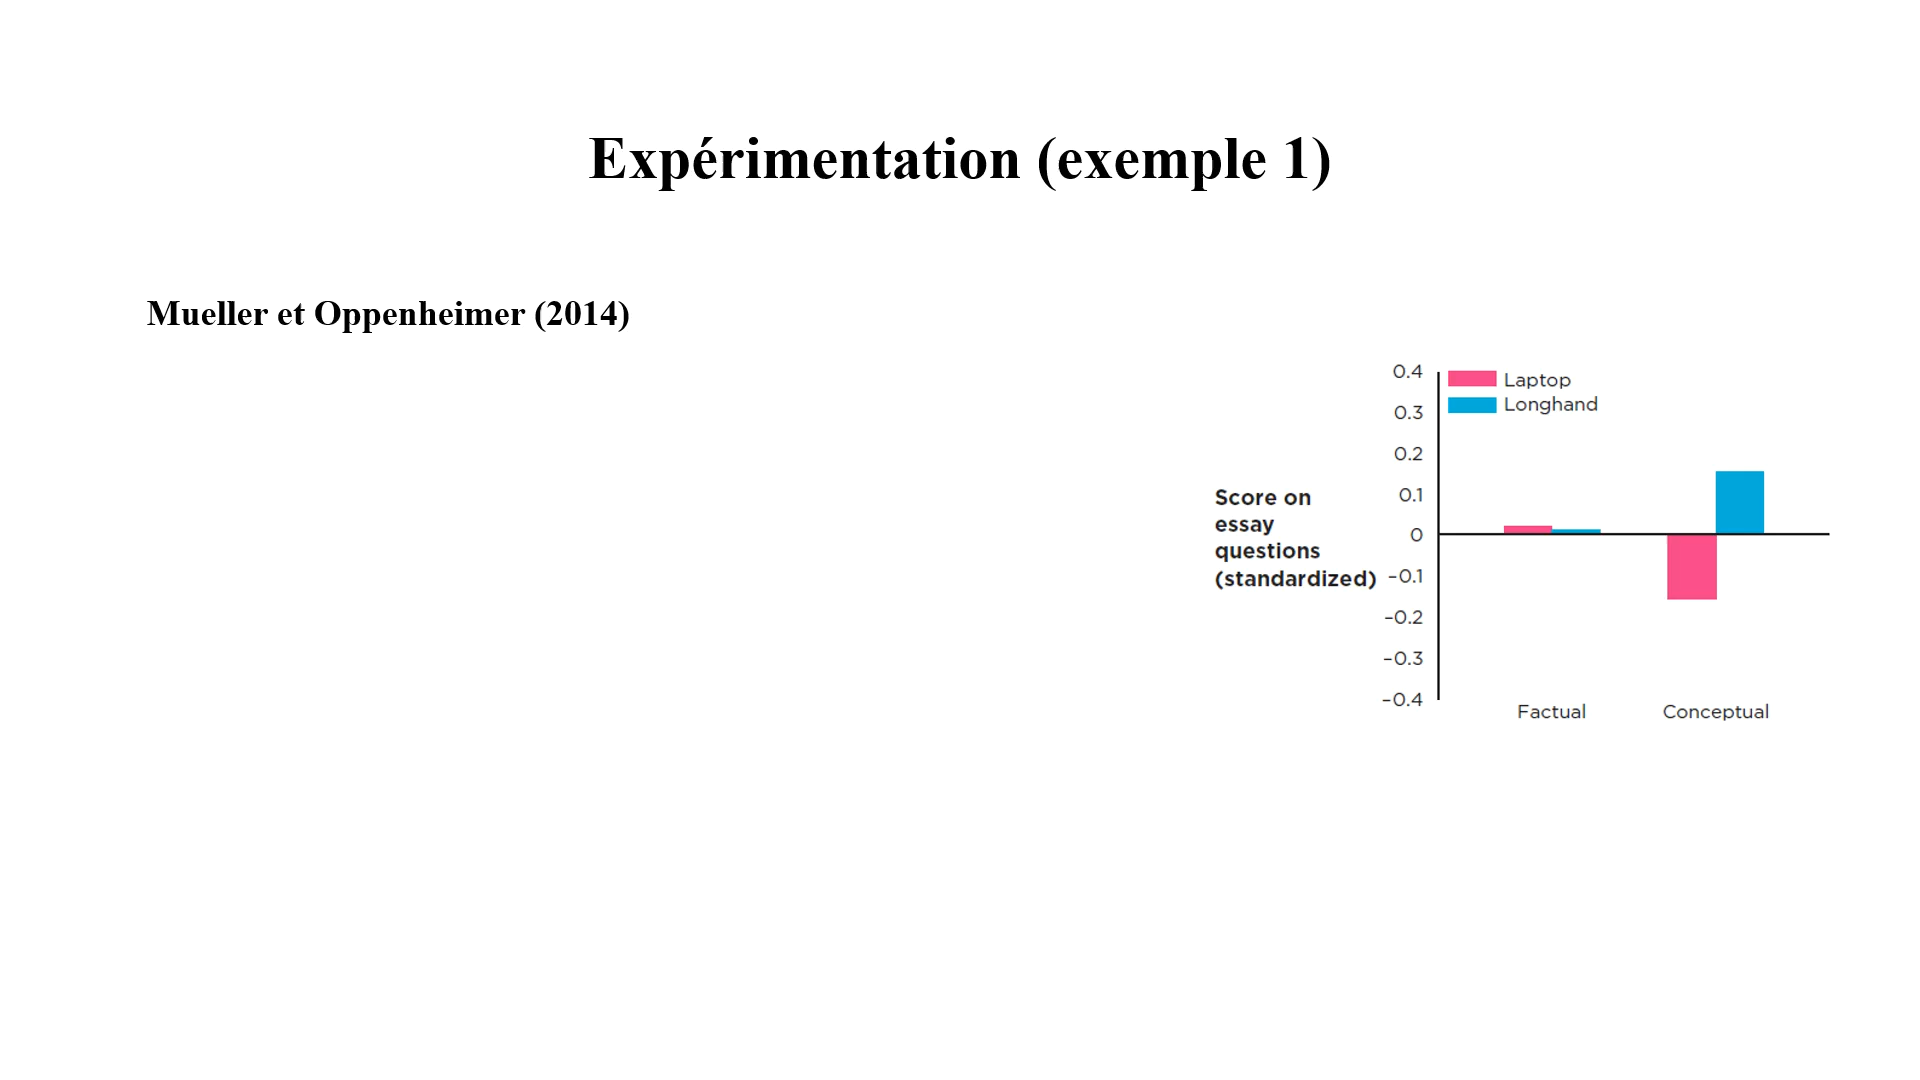 Expérimentation (exemple 1)
Mueller et Oppenheimer (2014)
0.4
0.3
0.2
0.1
0
−0.1
−0.2
−0.3
−0.4
Laptop
Longhand
Score on
essay
questions
(standardized)
Factual
Conceptual